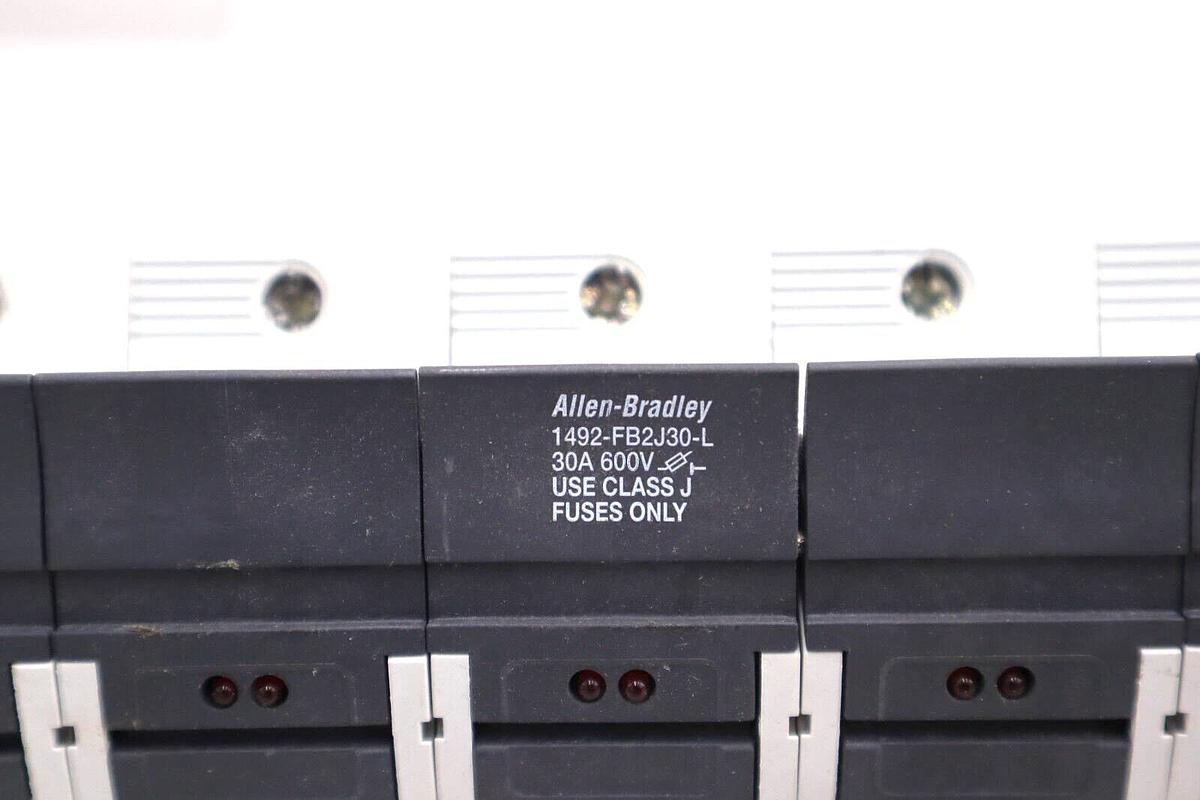 Allen-Bradley
1492-FB2J30-L
30A 600V
USE CLASS J
FUSES ONLY